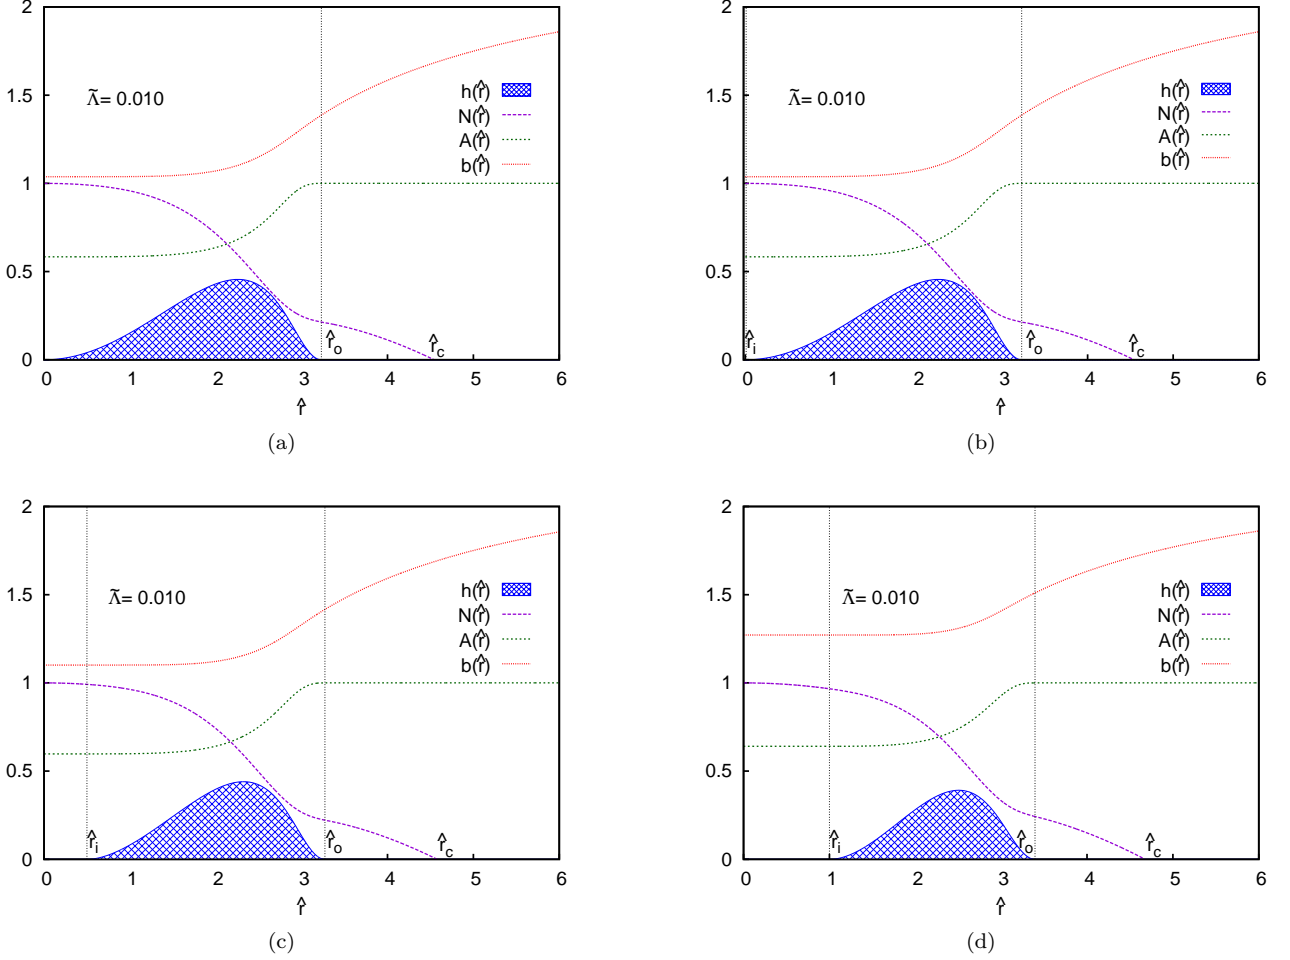 2
1.5
1
0.5
0
Λ̃= 0.010
h(r̂)
N(r̂)
A(r̂)
b(r̂)
r̂o
r̂c
0 1 2 3 4 5 6
r̂
(a)
2
1.5
1
0.5
0
Λ̃= 0.010
h(r̂)
N(r̂)
A(r̂)
b(r̂)
r̂i
r̂o
r̂c
0 1 2 3 4 5 6
r̂
(b)
2
1.5
1
0.5
0
Λ̃= 0.010
h(r̂)
N(r̂)
A(r̂)
b(r̂)
r̂i
r̂o
r̂c
0 1 2 3 4 5 6
r̂
(c)
2
1.5
1
0.5
0
Λ̃= 0.010
h(r̂)
N(r̂)
A(r̂)
b(r̂)
r̂i
r̂o
r̂c
0 1 2 3 4 5 6
r̂
(d)